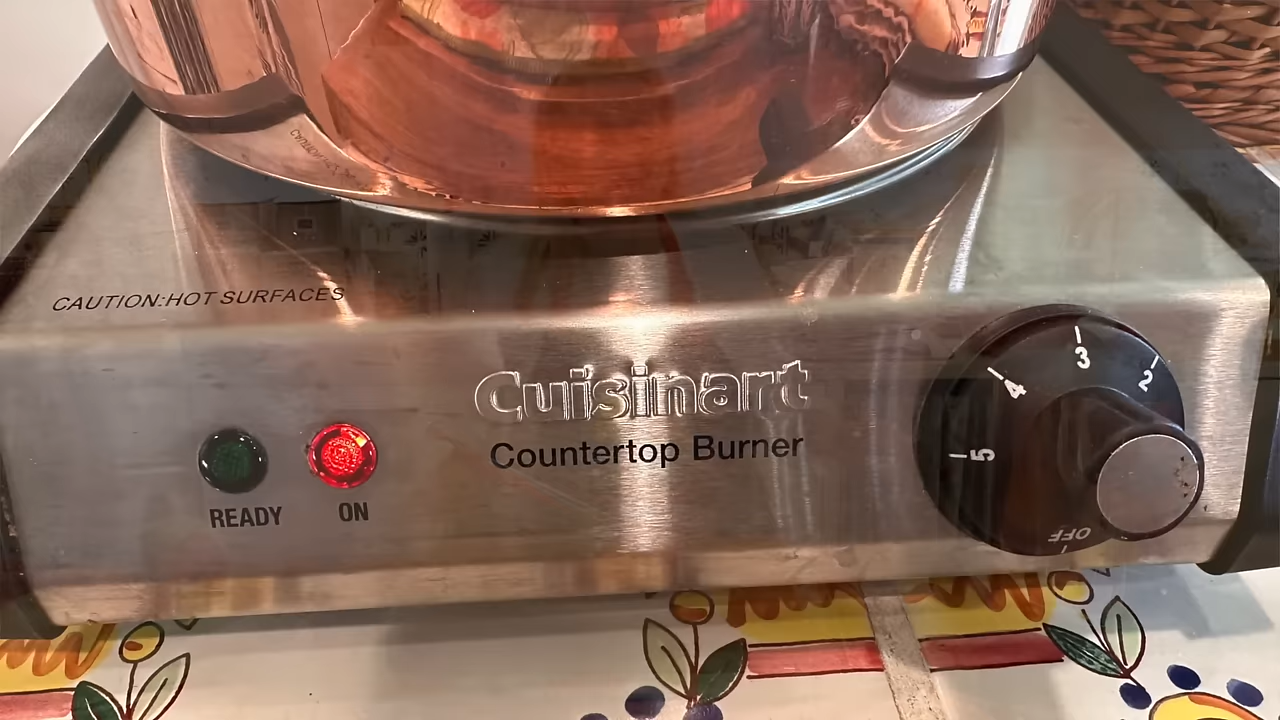 CAUTION:HOT SURFACES
Cuisinart
Countertop Burner
READY
ON
3
2
4
5
OFF